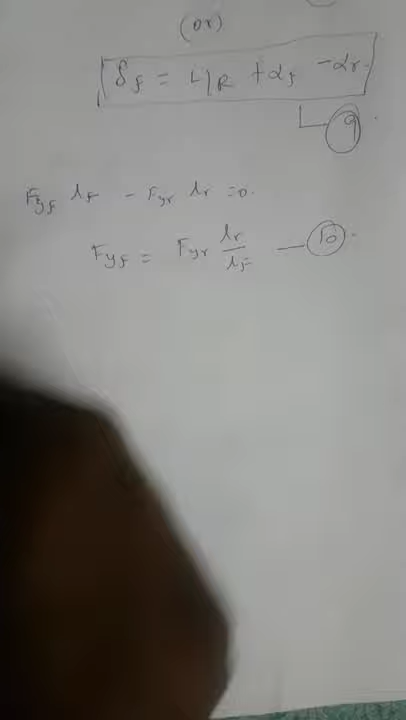 (or)
δf = L/R + αf - αr.
9.
Fyf lf - Fyr lr = 0.
Fyf = Fyr lr/lf — 10.